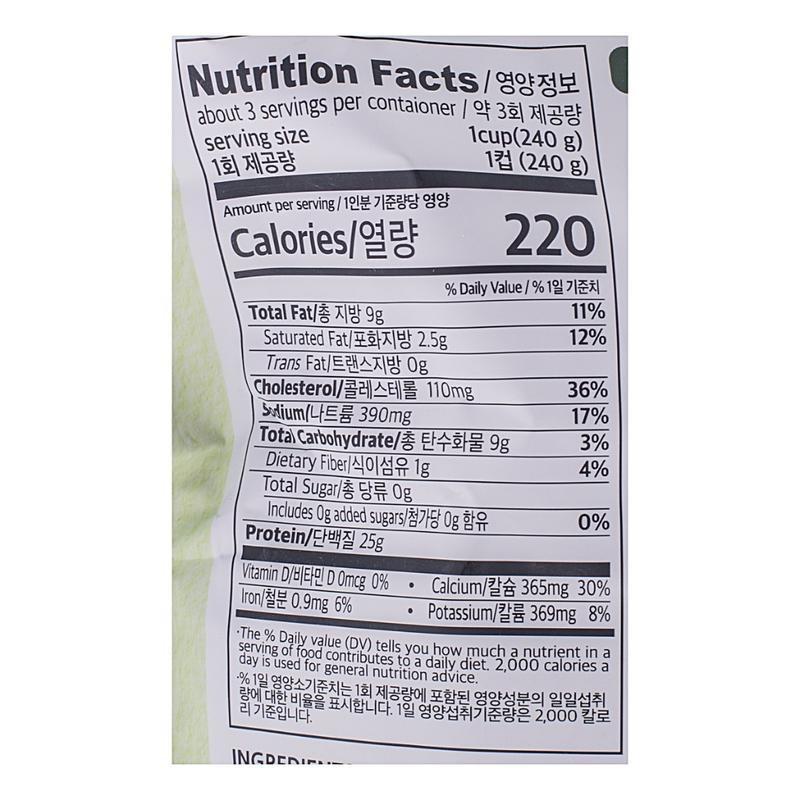 Nutrition Facts/영양정보
about 3 servings per contaioner / 약 3회 제공량
serving size 1cup(240 g)
1회 제공량 1컵 (240 g)
Amount per serving / 1인분 기준량당 영양
Calories/열량 220
% Daily Value / % 1일 기준치
Total Fat/총 지방 9g 11%
Saturated Fat/포화지방 2.5g 12%
Trans Fat/트랜스지방 0g
Cholesterol/콜레스테롤 110mg 36%
Sodium/나트륨 390mg 17%
Total Carbohydrate/총 탄수화물 9g 3%
Dietary Fiber/식이섬유 1g 4%
Total Sugar/총 당류 0g
Includes 0g added sugars/첨가당 0g 함유 0%
Protein/단백질 25g
Vitamin D/비타민 D 0mcg 0% • Calcium/칼슘 365mg 30%
Iron/철분 0.9mg 6% • Potassium/칼륨 369mg 8%
·The % Daily value (DV) tells you how much a nutrient in a
serving of food contributes to a daily diet. 2,000 calories a
day is used for general nutrition advice.
·% 1일 영양소기준치는 1회 제공량에 포함된 영양성분의 일일섭취
량에 대한 비율을 표시합니다. 1일 영양섭취기준량은 2,000 칼로
리 기준입니다.